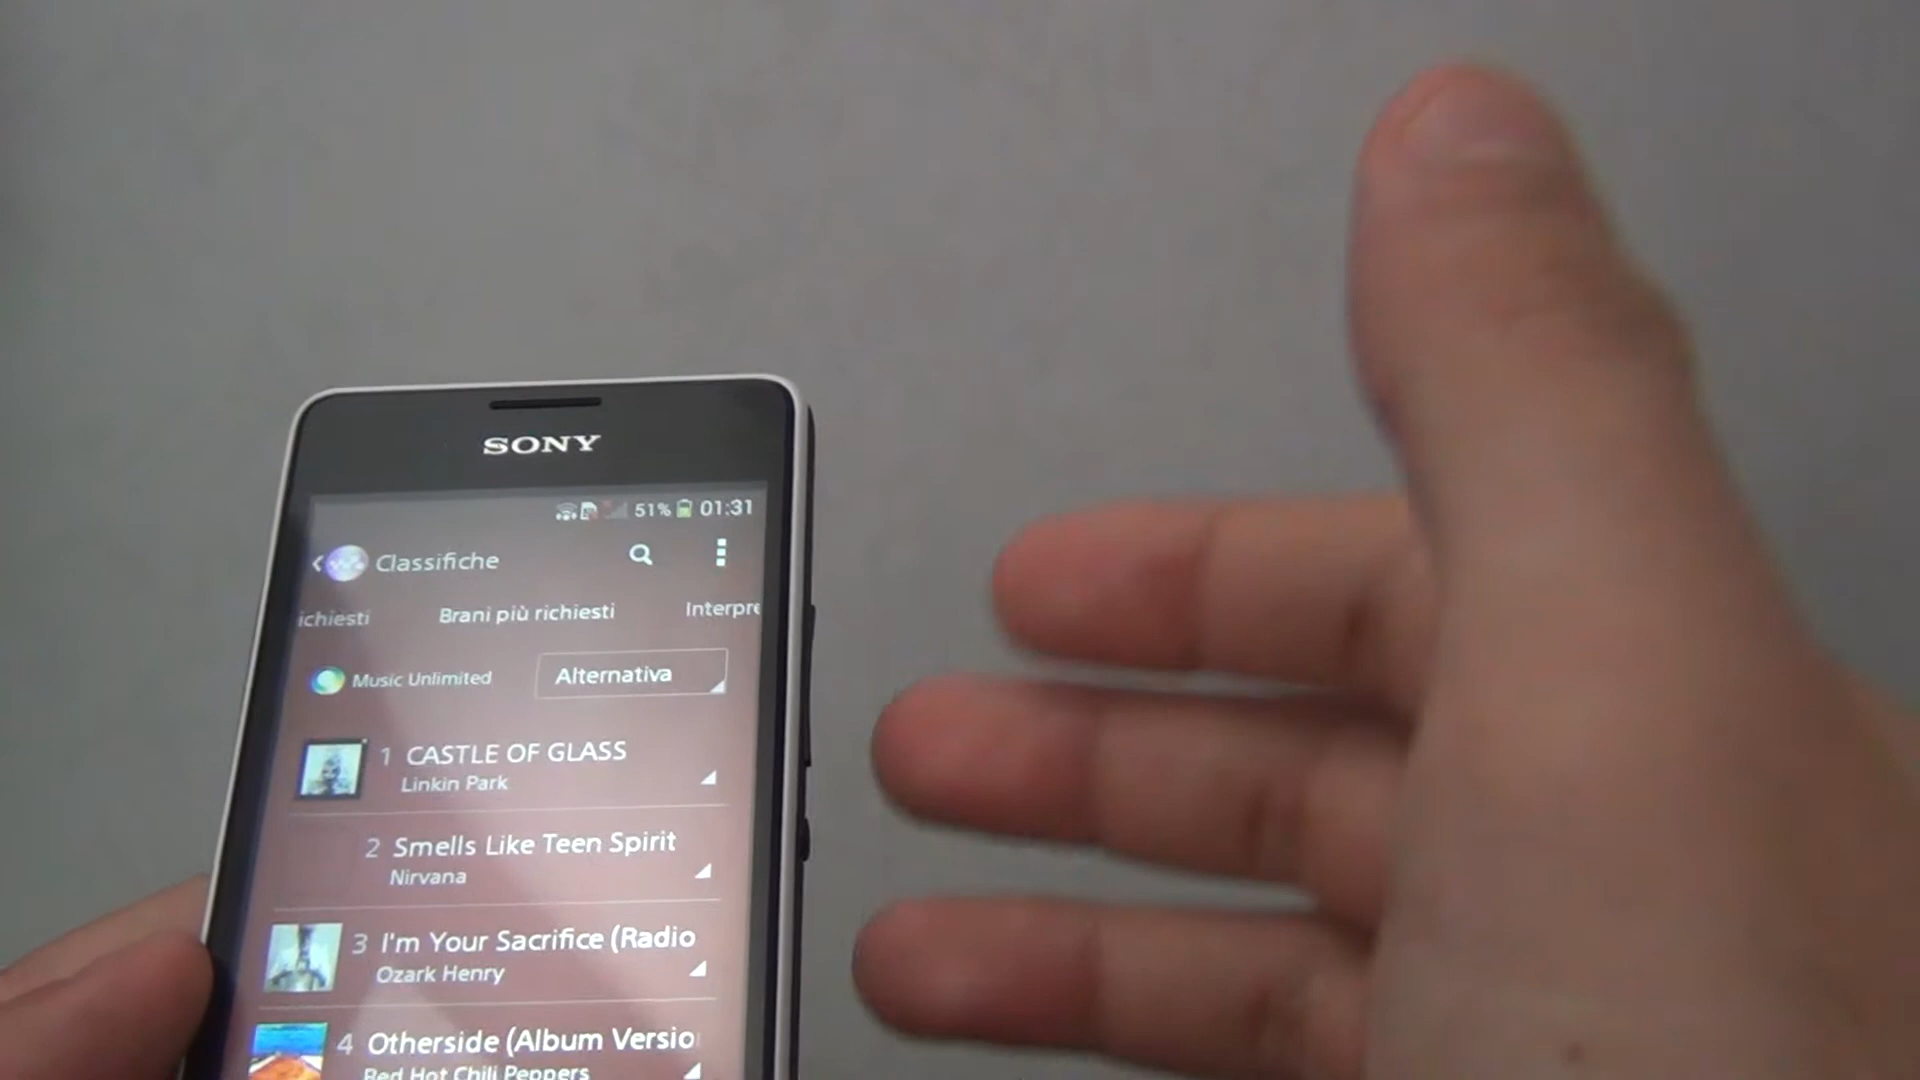 SONY
51% 01:31
Classifiche
ichiesti Brani più richiesti Interpre
Music Unlimited Alternativa
1 CASTLE OF GLASS
Linkin Park
2 Smells Like Teen Spirit
Nirvana
3 I'm Your Sacrifice (Radio
Ozark Henry
4 Otherside (Album Versio
Red Hot Chili Peppers